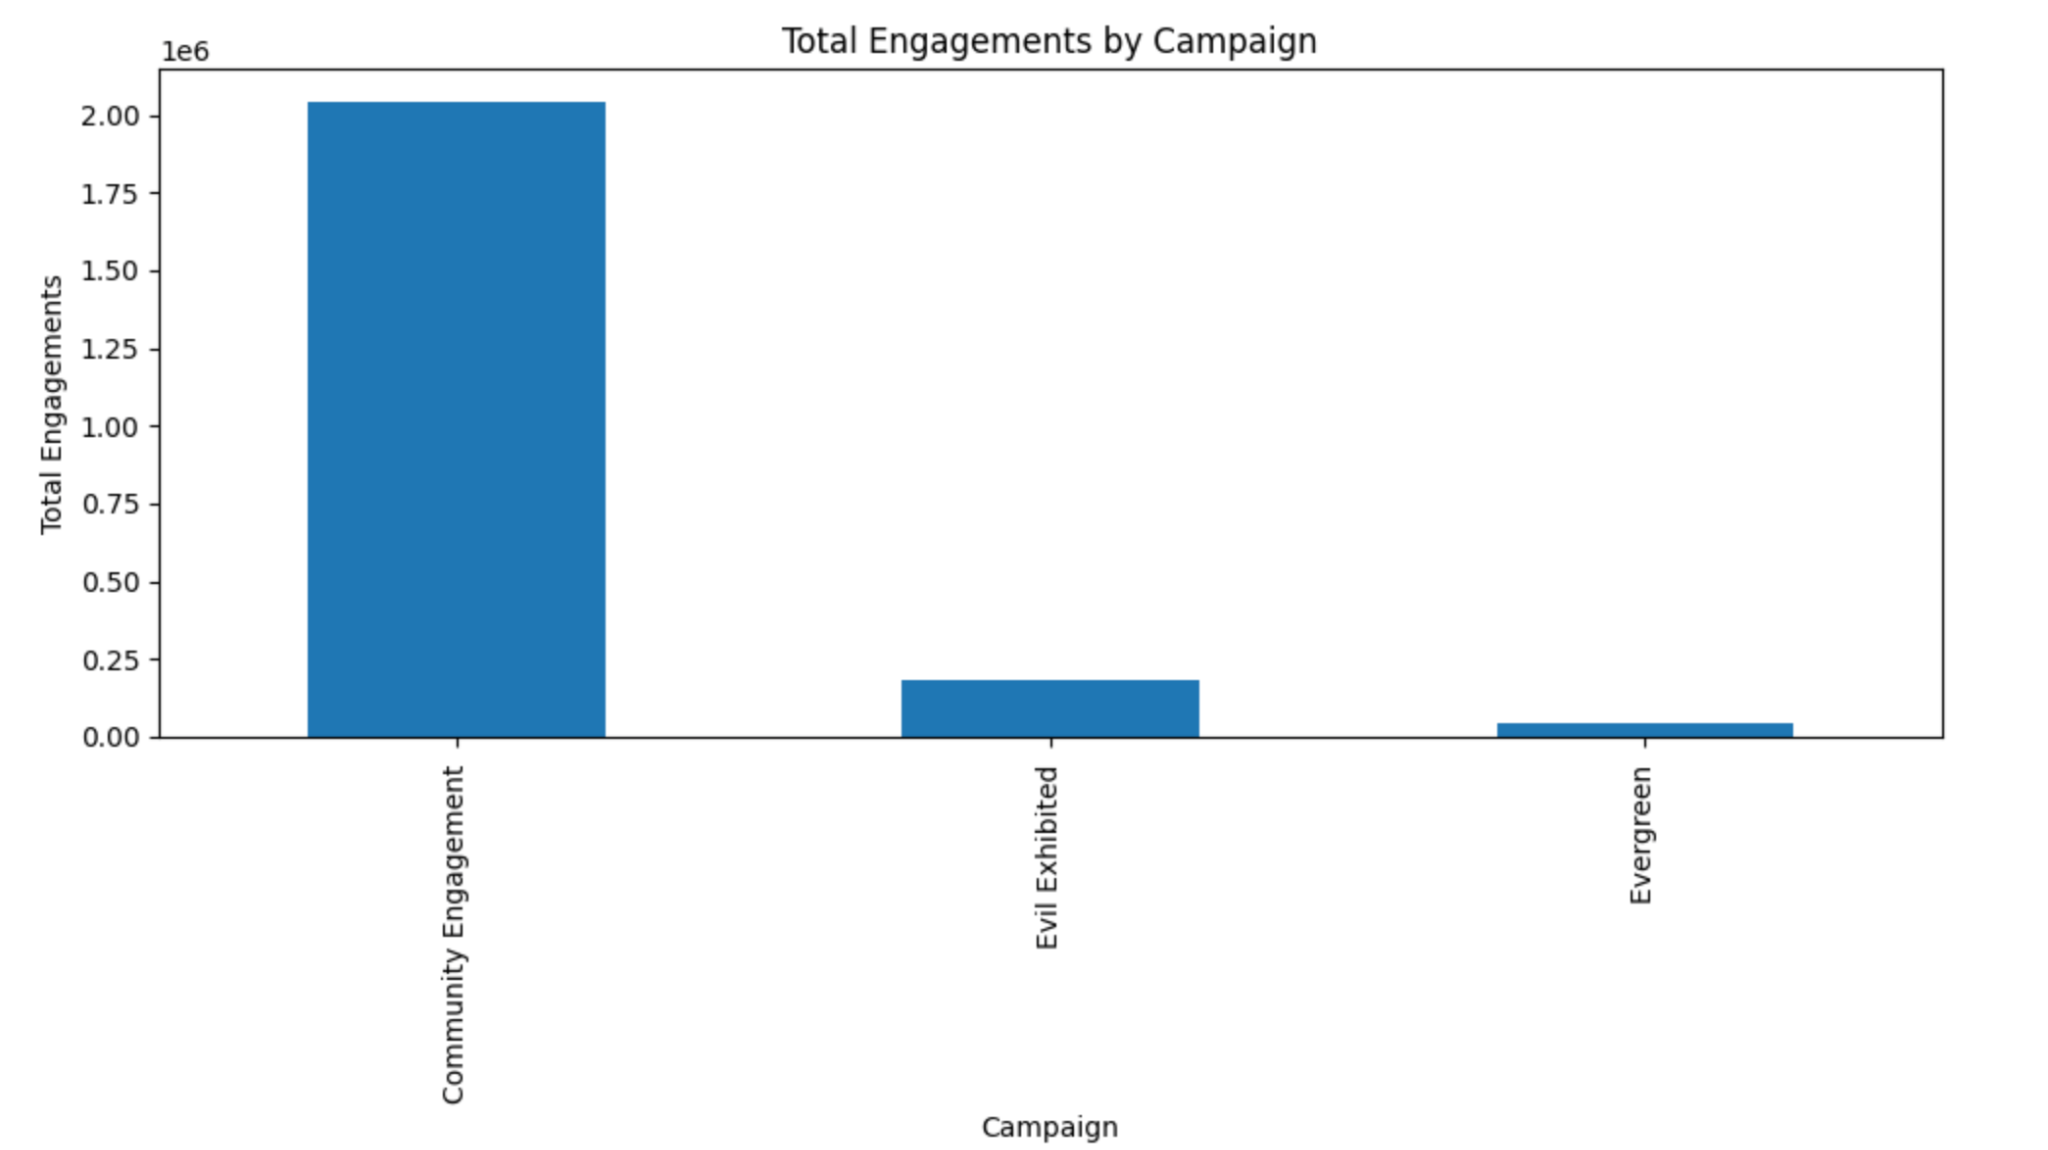 Total Engagements by Campaign
1e6
2.00
1.75
1.50
1.25
1.00
0.75
0.50
0.25
0.00
Total Engagements
Community Engagement
Evil Exhibited
Evergreen
Campaign